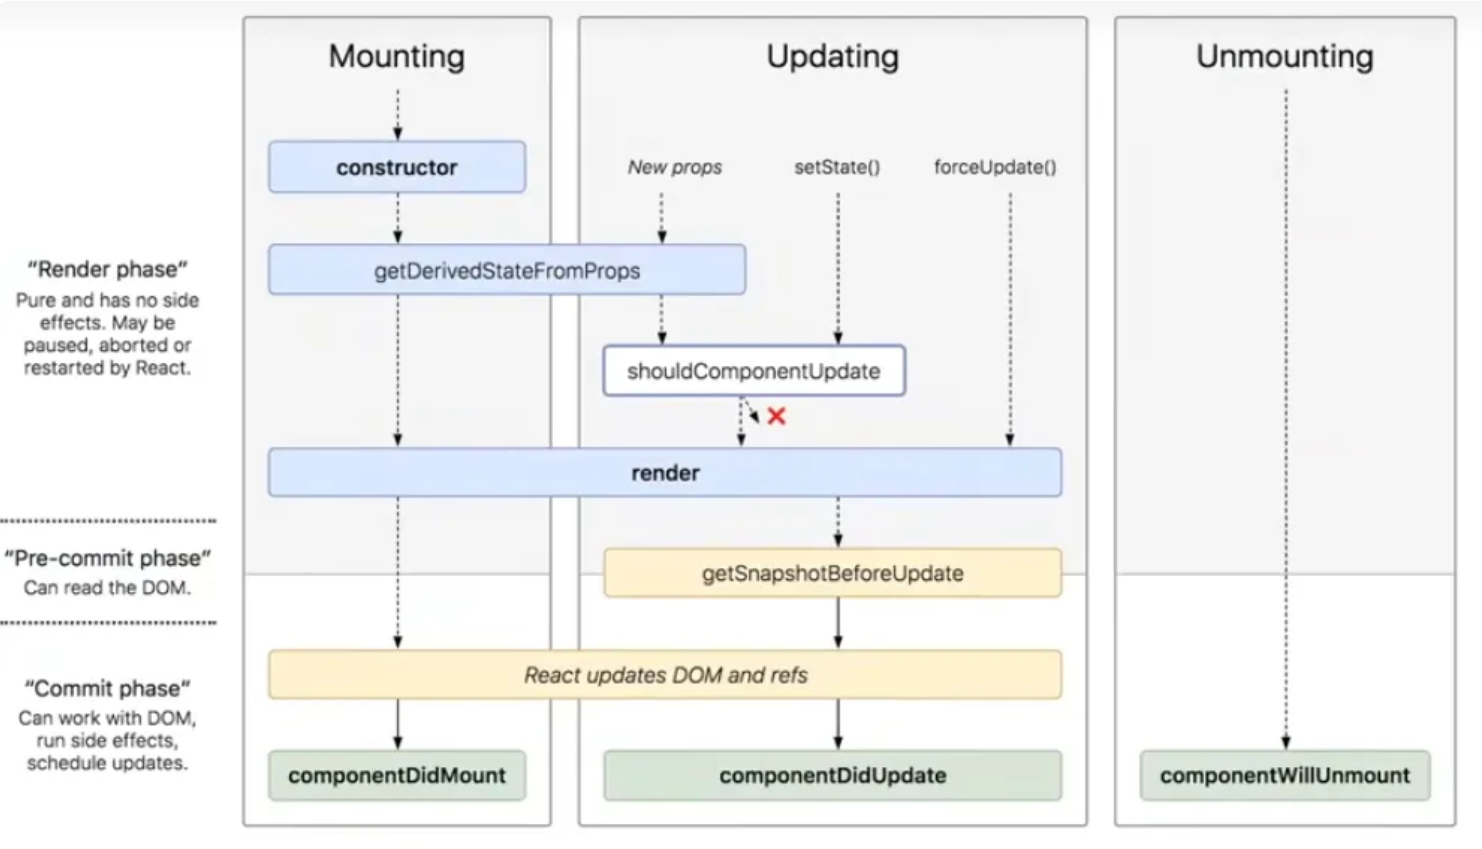 Mounting
Updating
Unmounting
constructor
New props
setState()
forceUpdate()
getDerivedStateFromProps
"Render phase"
Pure and has no side
effects. May be
paused, aborted or
restarted by React.
shouldComponentUpdate
render
"Pre-commit phase"
Can read the DOM.
getSnapshotBeforeUpdate
React updates DOM and refs
"Commit phase"
Can work with DOM,
run side effects,
schedule updates.
componentDidMount
componentDidUpdate
componentWillUnmount